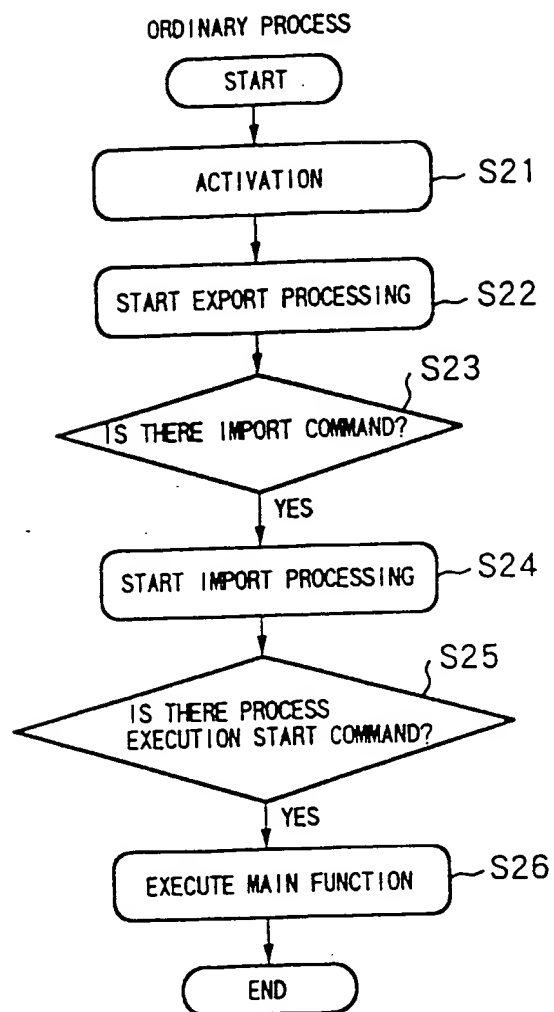 ORDINARY PROCESS
START
ACTIVATION
S21
START EXPORT PROCESSING
S22
S23
IS THERE IMPORT COMMAND?
YES
START IMPORT PROCESSING
S24
S25
IS THERE PROCESS
EXECUTION START COMMAND?
YES
EXECUTE MAIN FUNCTION
S26
END